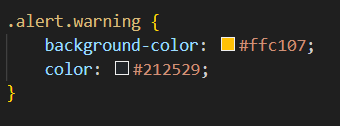 .alert.warning {
    background-color: #ffc107;
    color: #212529;
}